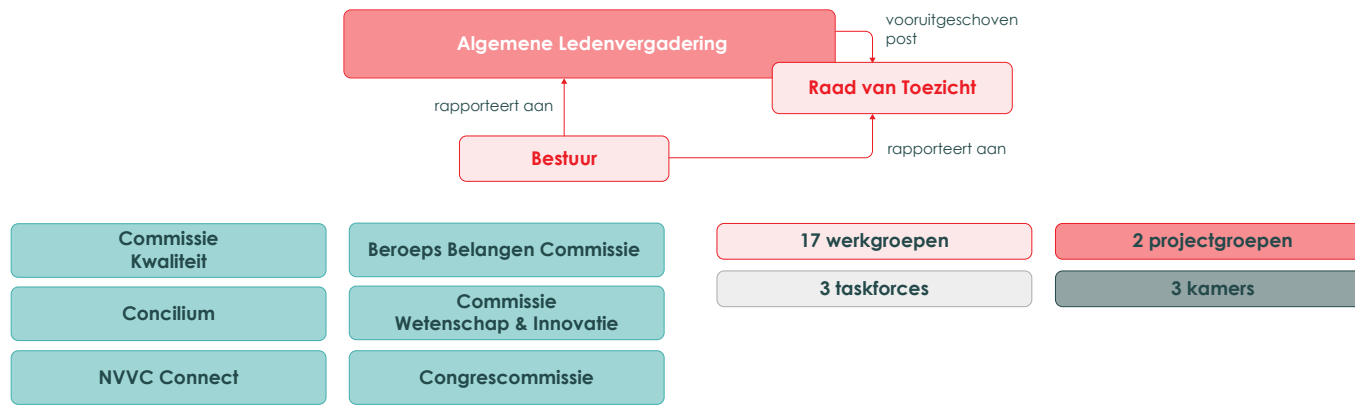 Algemene Ledenvergadering
vooruitgeschoven
post
Raad van Toezicht
rapporteert aan
Bestuur
rapporteert aan
Commissie
Kwaliteit
Beroeps Belangen Commissie
17 werkgroepen
2 projectgroepen
Concilium
Commissie
Wetenschap & Innovatie
3 taskforces
3 kamers
NVVC Connect
Congrescommissie